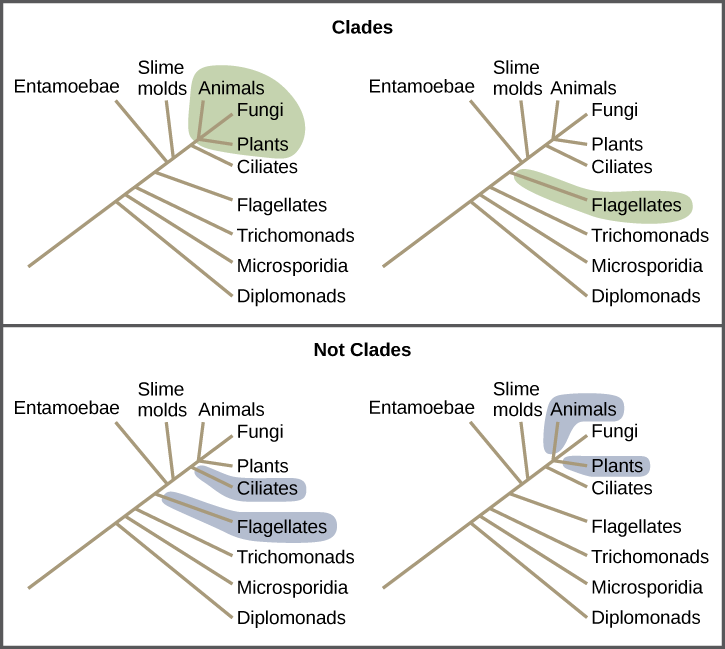 Clades
Slime
molds
Entamoebae
Animals
Fungi
Plants
Ciliates
Flagellates
Trichomonads
Microsporidia
Diplomonads
Slime
molds
Entamoebae
Animals
Fungi
Plants
Ciliates
Flagellates
Trichomonads
Microsporidia
Diplomonads
Not Clades
Slime
molds
Entamoebae
Animals
Fungi
Plants
Ciliates
Flagellates
Trichomonads
Microsporidia
Diplomonads
Slime
molds
Entamoebae
Animals
Fungi
Plants
Ciliates
Flagellates
Trichomonads
Microsporidia
Diplomonads